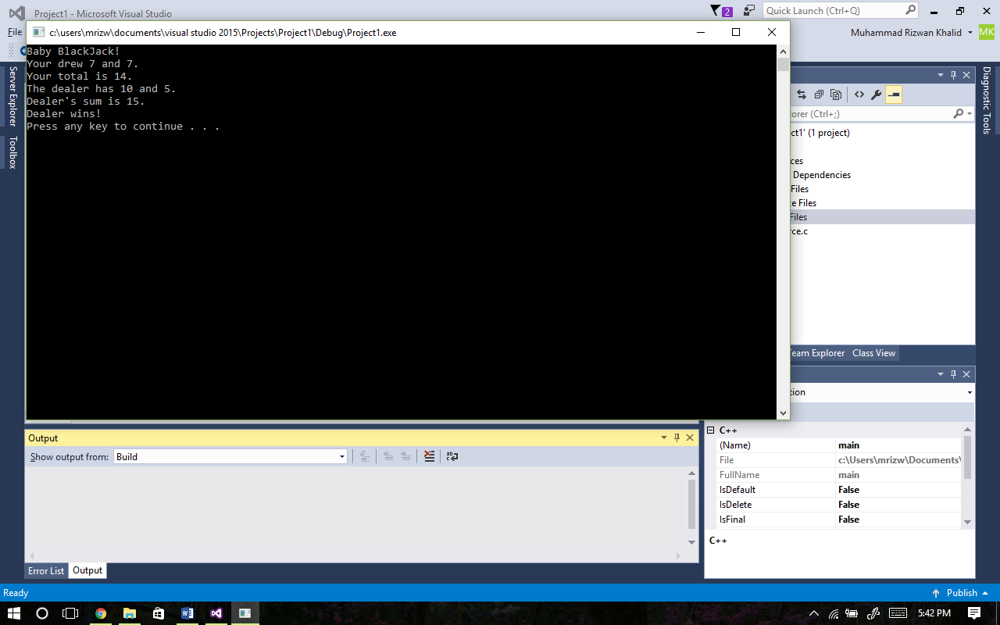 Project1 - Microsoft Visual Studio
2
Quick Launch (Ctrl+Q)
File
Muhammad Rizwan Khalid
MK
c:\users\mrizw\documents\visual studio 2015\Projects\Project1\Debug\Project1.exe
Baby BlackJack!
Your drew 7 and 7.
Your total is 14.
The dealer has 10 and 5.
Dealer's sum is 15.
Dealer wins!
Press any key to continue . . .
Server Explorer
Toolbox
Diagnostic Tools
orer (Ctrl+;)
ct1' (1 project)
ces
Dependencies
Files
e Files
Files
rce.c
Team Explorer
Class View
tion
Output
Show output from: Build
C++
(Name) main
File c:\Users\mrizw\Documents\
FullName main
IsDefault False
IsDelete False
IsFinal False
C++
Error List
Output
Ready
Publish
5:42 PM